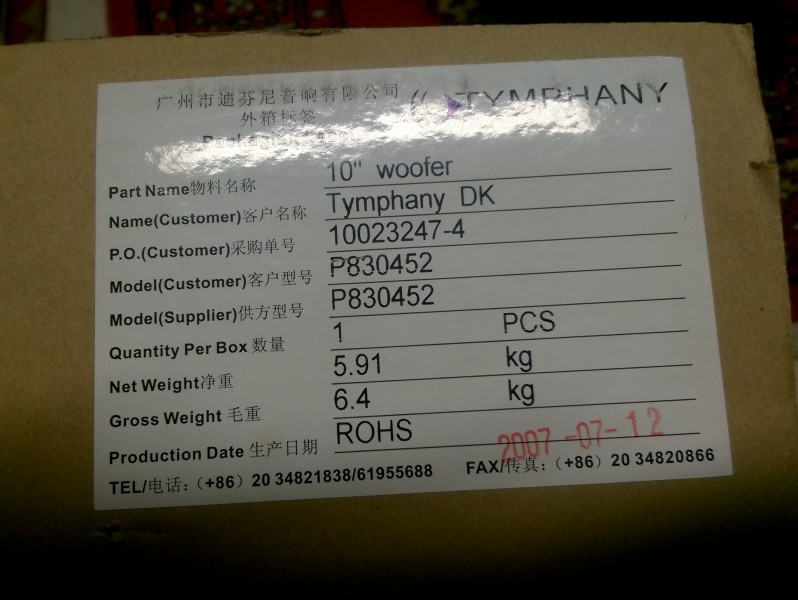 广州市迪芬尼音响有限公司 TYMPHANY
外箱标签
Part Name物料名称 10" woofer
Name(Customer)客户名称 Tymphany DK
P.O.(Customer)采购单号 10023247-4
Model(Customer)客户型号 P830452
Model(Supplier)供方型号 P830452
Quantity Per Box 数量 1 PCS
Net Weight净重 5.91 kg
Gross Weight 毛重 6.4 kg
Production Date 生产日期 ROHS 2007-07-12
TEL/电话:（+86）20 34821838/61955688 FAX/传真:（+86）20 34820866